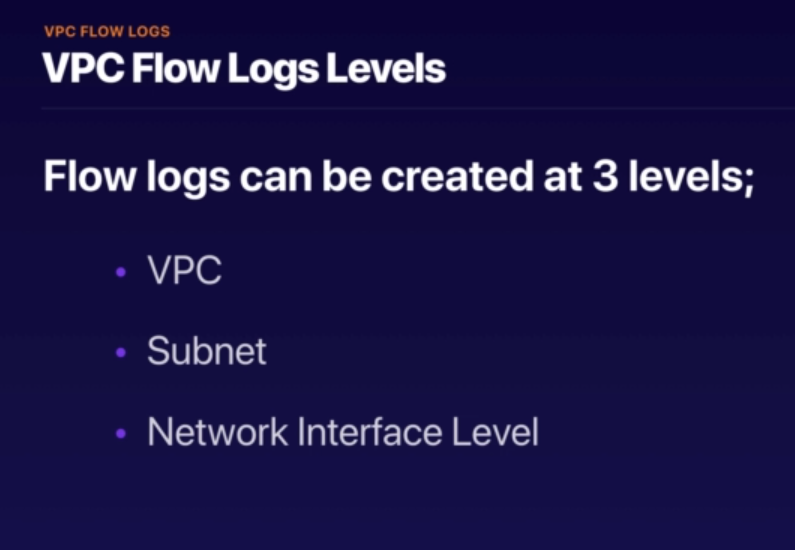 VPC FLOW LOGS
VPC Flow Logs Levels
Flow logs can be created at 3 levels;
• VPC
• Subnet
• Network Interface Level